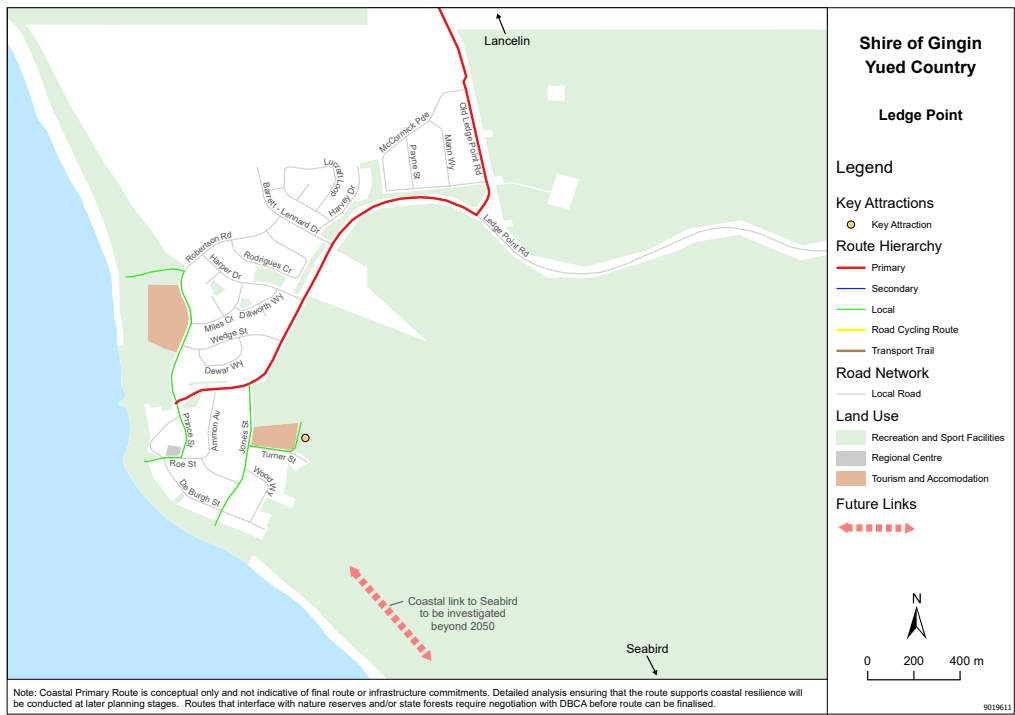 Lancelin
McCormick Pde
Old Ledge Point Rd
Mann Wy
Payne St
Lucraft Loop
Harvey Dr
Barrett - Lennard Dr
Ledge Point Rd
Robertson Rd
Rodrigues Cr
Harper Dr
Dillworth Wy
Miles Cr
Wedge St
Dewar Wy
Prince St
Ammon Av
Jones St
Turner St
Roe St
Wood Wy
De Burgh St
Coastal link to Seabird
to be investigated
beyond 2050
Seabird
Note: Coastal Primary Route is conceptual only and not indicative of final route or infrastructure commitments. Detailed analysis ensuring that the route supports coastal resilience will
be conducted at later planning stages. Routes that interface with nature reserves and/or state forests require negotiation with DBCA before route can be finalised.
Shire of Gingin
Yued Country
Ledge Point
Legend
Key Attractions
Key Attraction
Route Hierarchy
Primary
Secondary
Local
Road Cycling Route
Transport Trail
Road Network
Local Road
Land Use
Recreation and Sport Facilities
Regional Centre
Tourism and Accomodation
Future Links
N
0 200 400 m
9019611